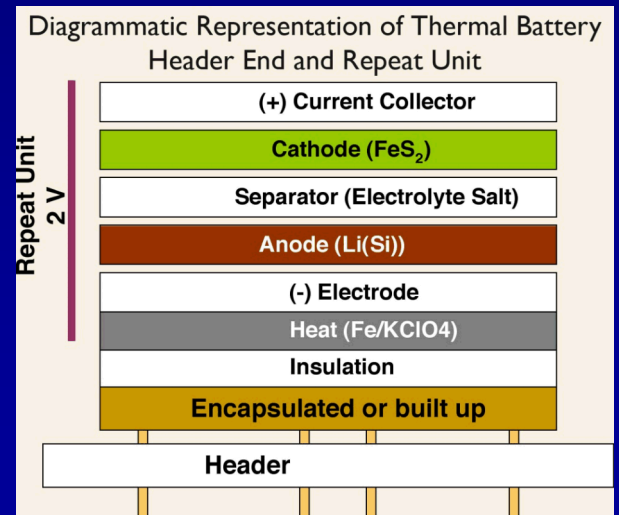 Diagrammatic Representation of Thermal Battery
Header End and Repeat Unit
Repeat Unit
2 V
(+) Current Collector
Cathode (FeS₂)
Separator (Electrolyte Salt)
Anode (Li(Si))
(-) Electrode
Heat (Fe/KClO4)
Insulation
Encapsulated or built up
Header